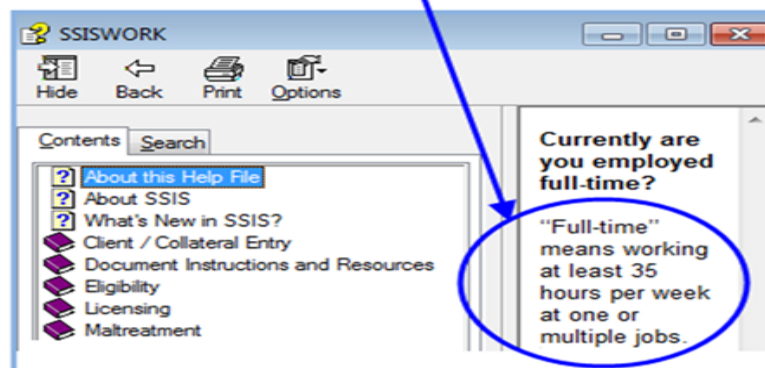 SSISWORK
Hide Back Print Options
Contents Search
About this Help File
About SSIS
What's New in SSIS?
Client / Collateral Entry
Document Instructions and Resources
Eligibility
Licensing
Maltreatment
Currently are
you employed
full-time?
“Full-time”
means working
at least 35
hours per week
at one or
multiple jobs.